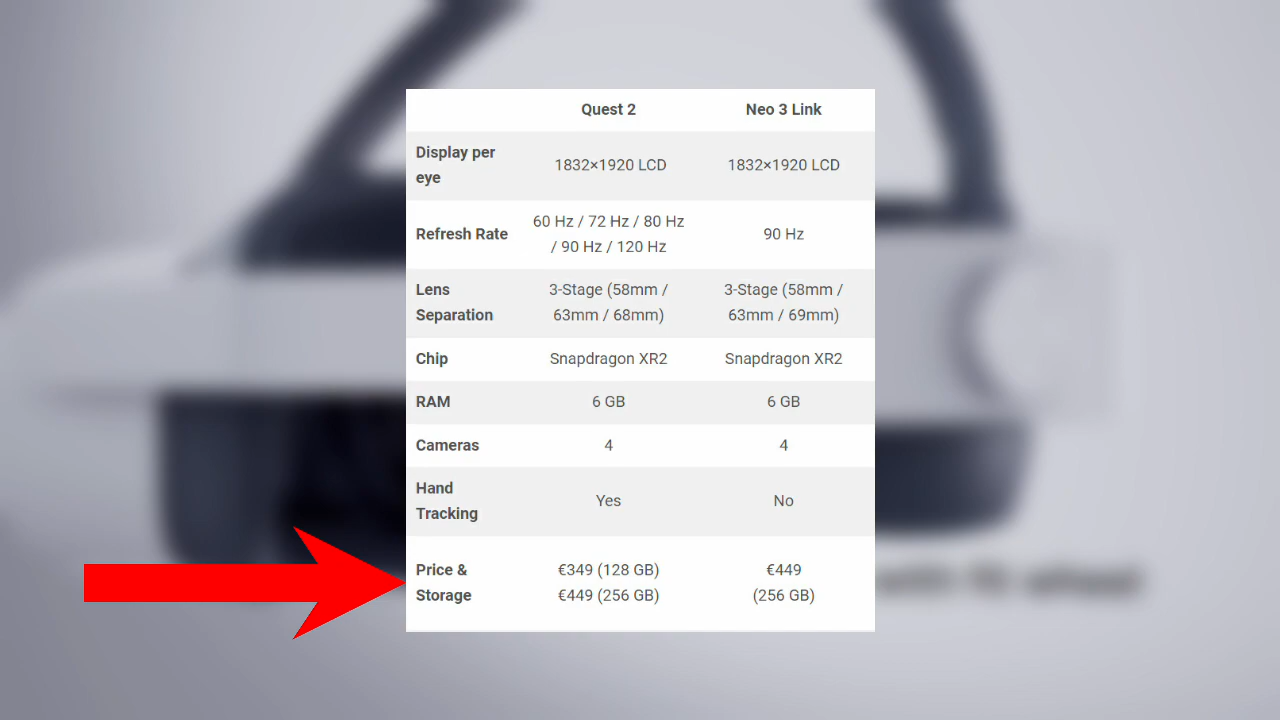 Quest 2 Neo 3 Link
Display per
eye
1832×1920 LCD 1832×1920 LCD
Refresh Rate
60 Hz / 72 Hz / 80 Hz
/ 90 Hz / 120 Hz
90 Hz
Lens
Separation
3-Stage (58mm /
63mm / 68mm)
3-Stage (58mm /
63mm / 69mm)
Chip Snapdragon XR2 Snapdragon XR2
RAM 6 GB 6 GB
Cameras 4 4
Hand
Tracking
Yes No
Price &
Storage
€349 (128 GB)
€449 (256 GB)
€449
(256 GB)